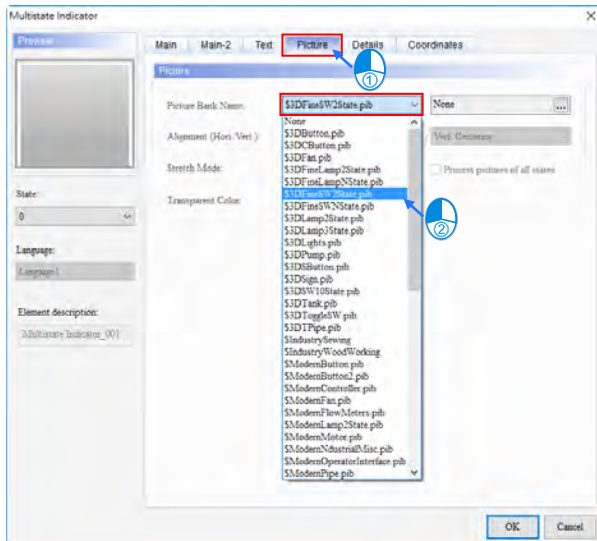 Multistate Indicator
Preview
Main Main-2 Text Picture Details Coordinates
Picture
①
Picture Bank Name: $3DFineSW2State.pib None ...
Alignment (Hori./Vert.): Vert. Centering
Stretch Mode: Process pictures of all states
Transparent Color:
None
$3DButton.pib
$3DCButton.pib
$3DFan.pib
$3DFineLamp2State.pib
$3DFineLampNState.pib
$3DFineSW2State.pib
$3DFineSWNState.pib
②
$3DLamp2State.pib
$3DLamp3State.pib
$3DLights.pib
$3DPump.pib
$3DSButton.pib
$3DSign.pib
$3DSW10State.pib
$3DTank.pib
$3DToggleSW.pib
$3DTPipe.pib
$IndustrySewing
$IndustryWoodWorking
$ModernButton.pib
$ModernButton2.pib
$ModernController.pib
$ModernFan.pib
$ModernFlowMeters.pib
$ModernLamp2State.pib
$ModernMotor.pib
$ModernNdustrialMisc.pib
$ModernOperatorInterface.pib
$ModernPipe.pib
State:
0
Language:
Language1
Element description:
Multistate Indicator_001
OK Cancel